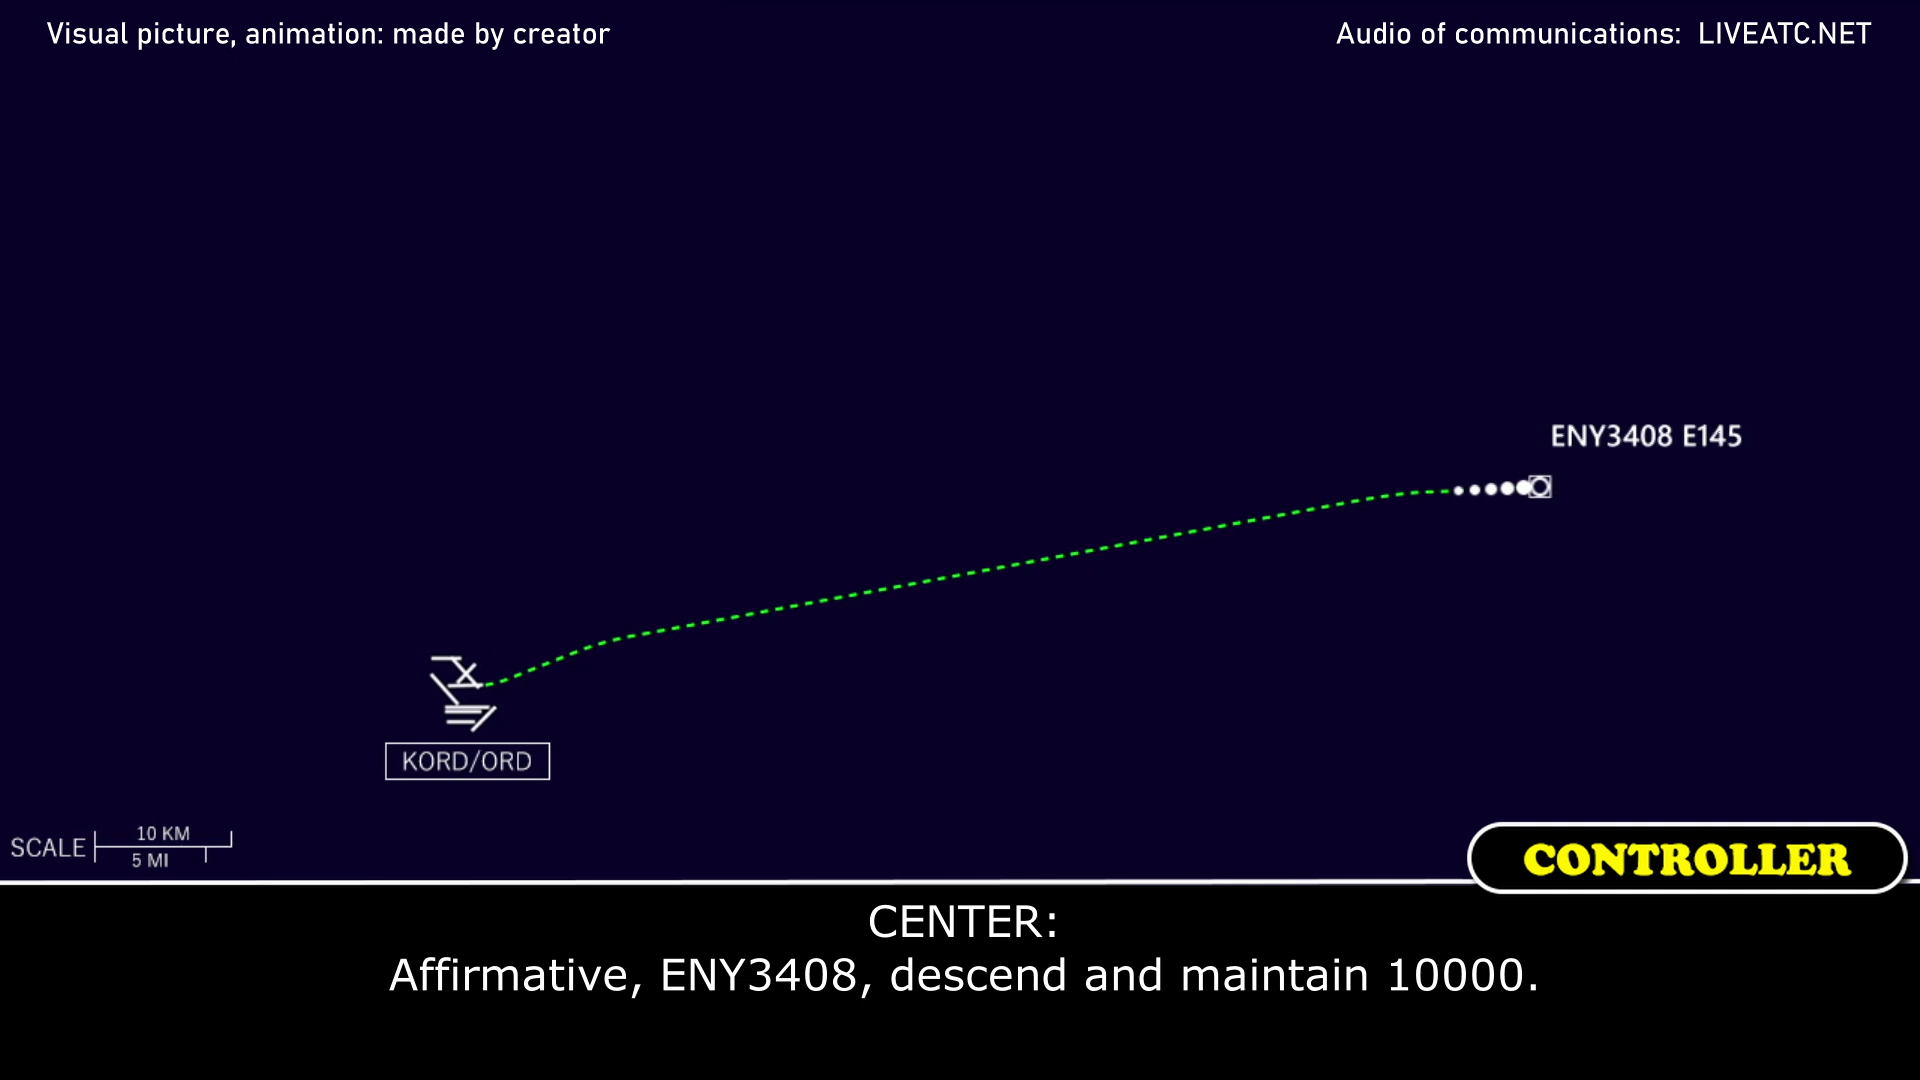 Visual picture, animation: made by creator
Audio of communications: LIVEATC.NET
ENY3408 E145
KORD/ORD
SCALE
10 KM
5 MI
CONTROLLER
CENTER:
Affirmative, ENY3408, descend and maintain 10000.